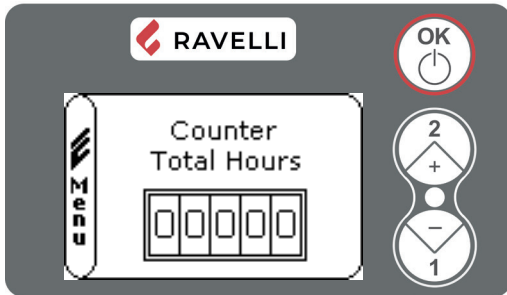 RAVELLI
OK
Counter
Total Hours
Menu
00000
2
+
−
1